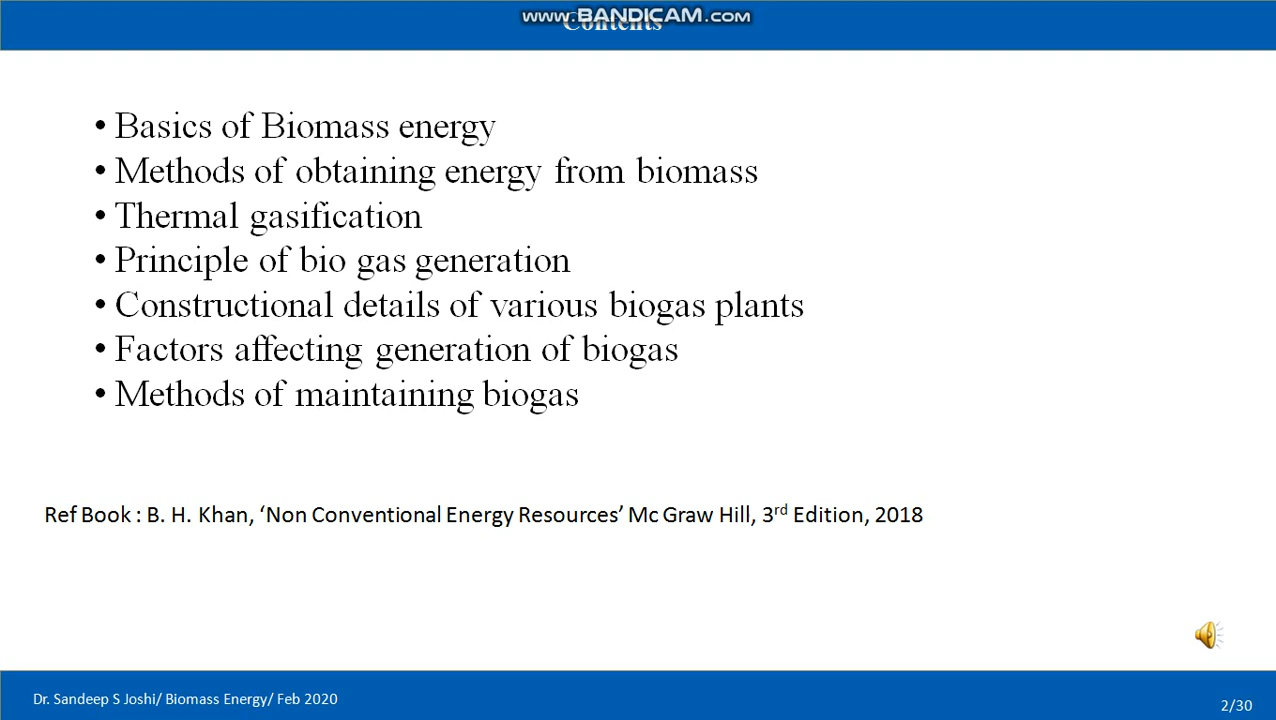 www.BANDICAM.com
Contents
• Basics of Biomass energy
• Methods of obtaining energy from biomass
• Thermal gasification
• Principle of bio gas generation
• Constructional details of various biogas plants
• Factors affecting generation of biogas
• Methods of maintaining biogas
Ref Book : B. H. Khan, ‘Non Conventional Energy Resources’ Mc Graw Hill, 3rd Edition, 2018
Dr. Sandeep S Joshi/ Biomass Energy/ Feb 2020
2/30